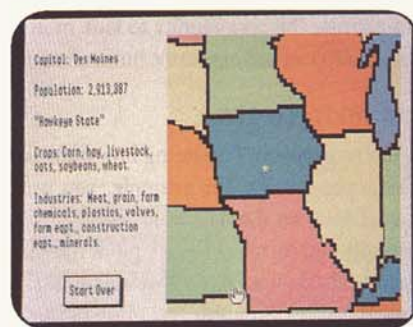 Capital: Des Moines
Population: 2,913,387
"Hawkeye State"
Crops: Corn, hay, livestock,
oats, soybeans, wheat.
Industries: Meat, grain, farm
chemicals, plastics, valves,
farm eqpt., construction
eqpt., minerals.
Start Over